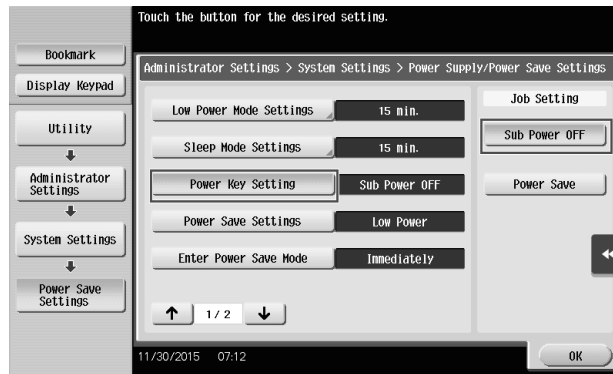 Touch the button for the desired setting.
Bookmark
Display Keypad
Utility
Administrator
Settings
System Settings
Power Save
Settings
Administrator Settings > System Settings > Power Supply/Power Save Settings
Low Power Mode Settings
15 min.
Sleep Mode Settings
15 min.
Power Key Setting
Sub Power OFF
Power Save Settings
Low Power
Enter Power Save Mode
Immediately
1/ 2
Job Setting
Sub Power OFF
Power Save
11/30/2015 07:12
OK